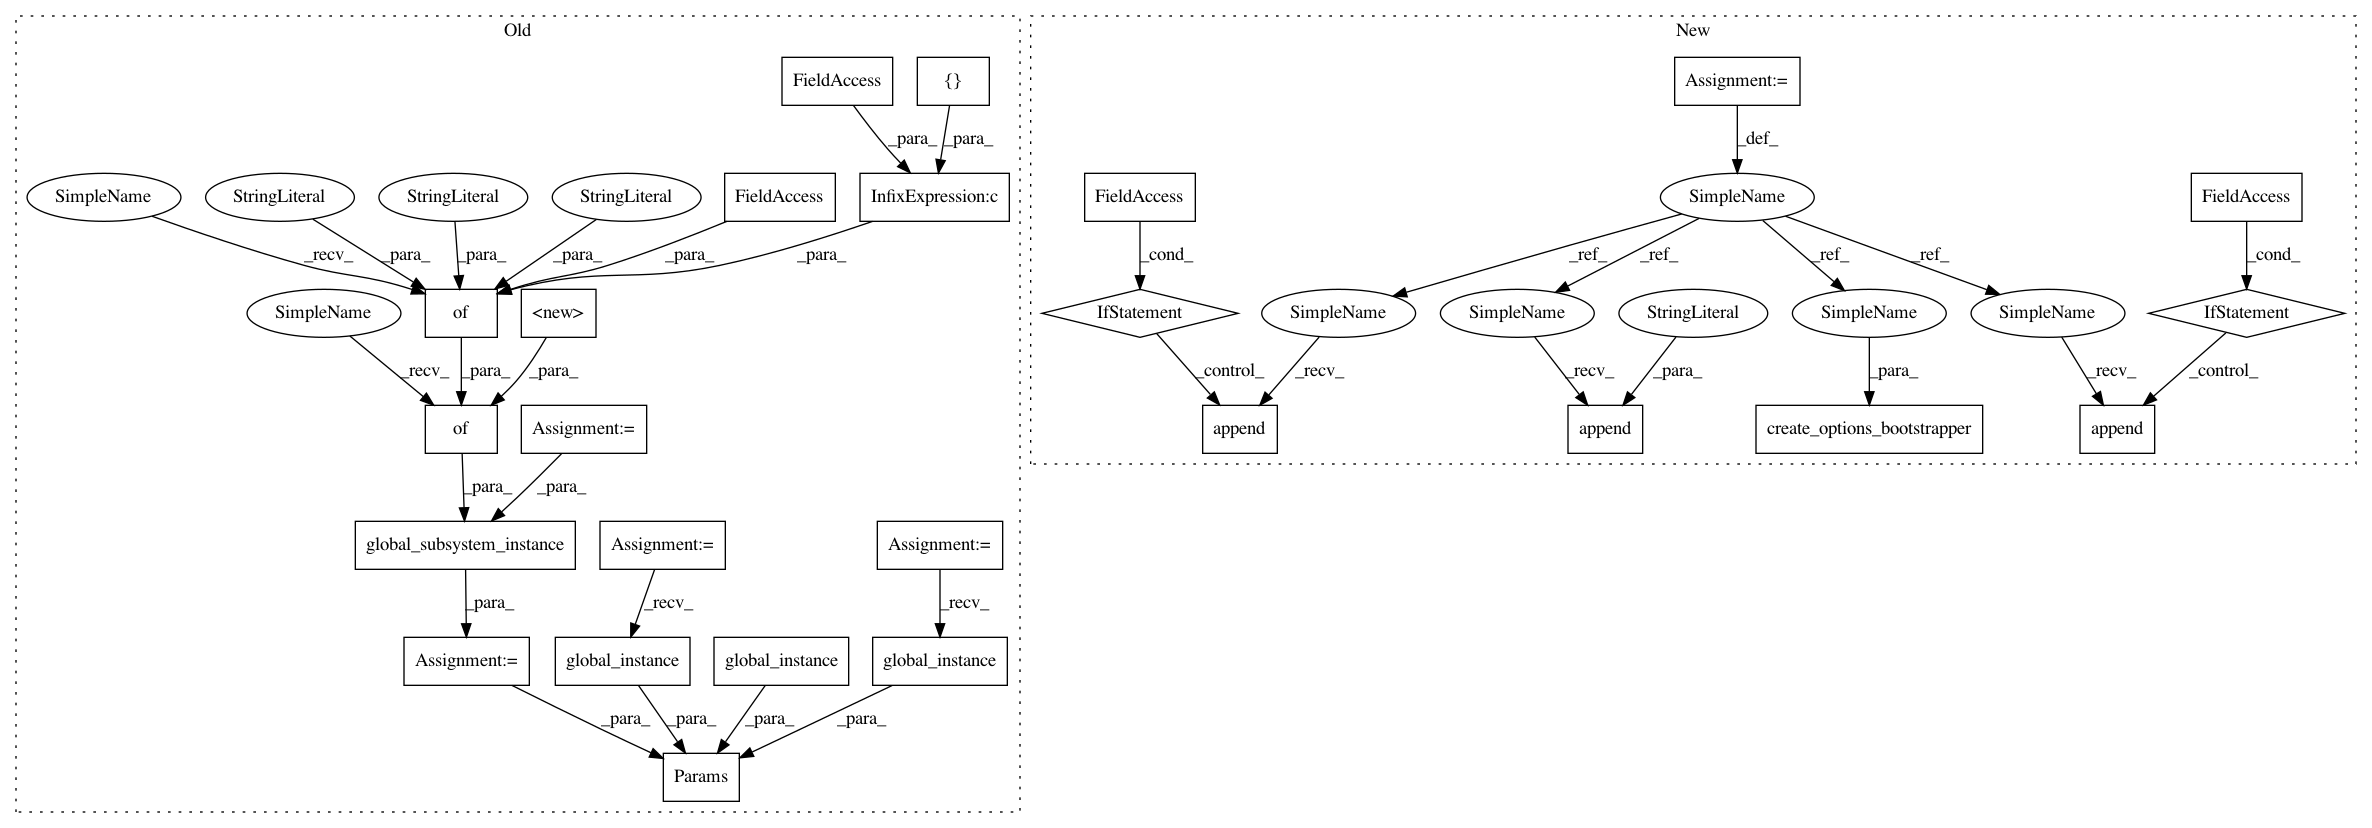 Old
New
FieldAccess
{}
Assignment:=
_para_
_para_
_def_
SimpleName
StringLiteral
StringLiteral
StringLiteral
FieldAccess
InfixExpression:c
FieldAccess
SimpleName
FieldAccess
_recv_
_para_
_para_
_para_
_para_
_para_
_cond_
_ref_
_ref_
_ref_
_ref_
_cond_
SimpleName
of
<new>
IfStatement
SimpleName
SimpleName
StringLiteral
SimpleName
SimpleName
IfStatement
_recv_
_para_
_para_
_control_
_recv_
_recv_
_para_
_para_
_recv_
_control_
of
Assignment:=
append
append
create_options_bootstrapper
append
_para_
_para_
global_subsystem_instance
Assignment:=
Assignment:=
_para_
_recv_
_recv_
Assignment:=
global_instance
global_instance
global_instance
_para_
_para_
_para_
_para_
Params